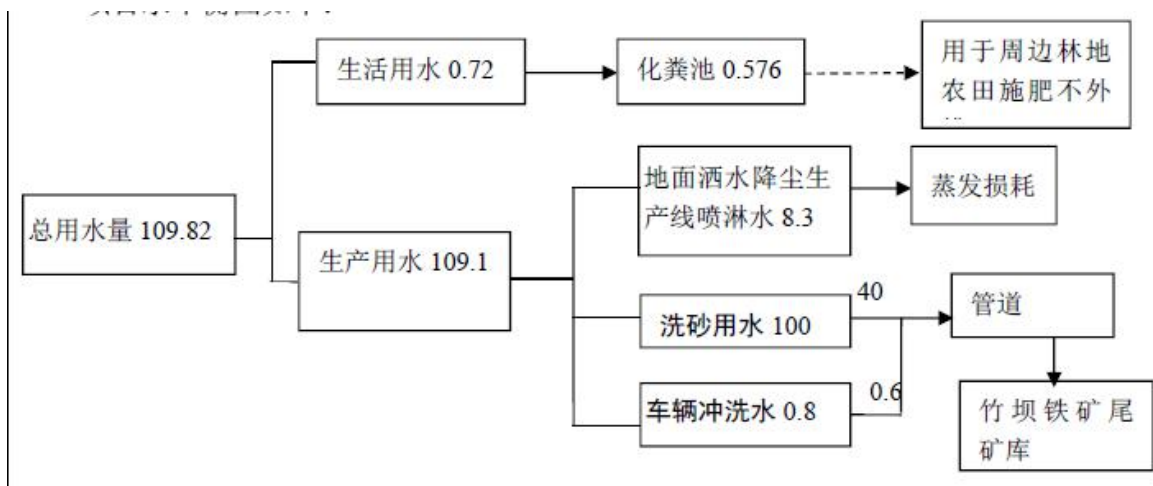 生活用水 0.72
化粪池 0.576
用于周边林地
农田施肥不外
总用水量 109.82
生产用水 109.1
地面洒水降尘生
产线喷淋水 8.3
蒸发损耗
洗砂用水 100
40
管道
车辆冲洗水 0.8
0.6
竹坝铁矿尾
矿库